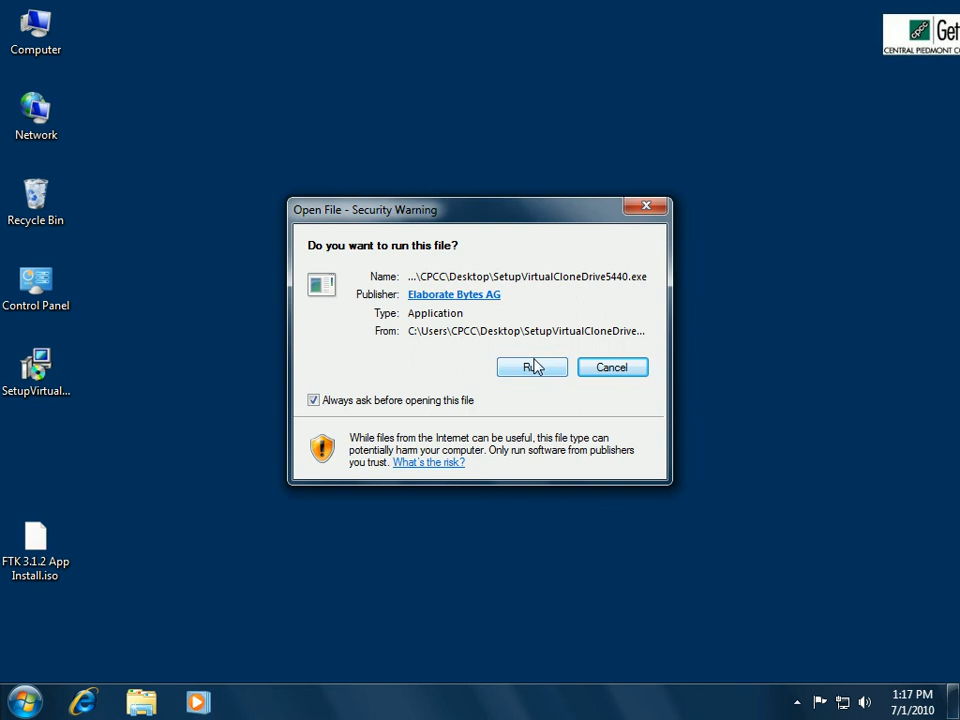 Computer
Get
CENTRAL PIEDMONT
Network
Recycle Bin
Control Panel
SetupVirtual...
FTK 3.1.2 App
Install.iso
Open File - Security Warning
Do you want to run this file?
Name: ...\CPCC\Desktop\SetupVirtualCloneDrive5440.exe
Publisher: Elaborate Bytes AG
Type: Application
From: C:\Users\CPCC\Desktop\SetupVirtualCloneDrive...
Run Cancel
Always ask before opening this file
While files from the Internet can be useful, this file type can
potentially harm your computer. Only run software from publishers
you trust. What's the risk?
1:17 PM
7/1/2010